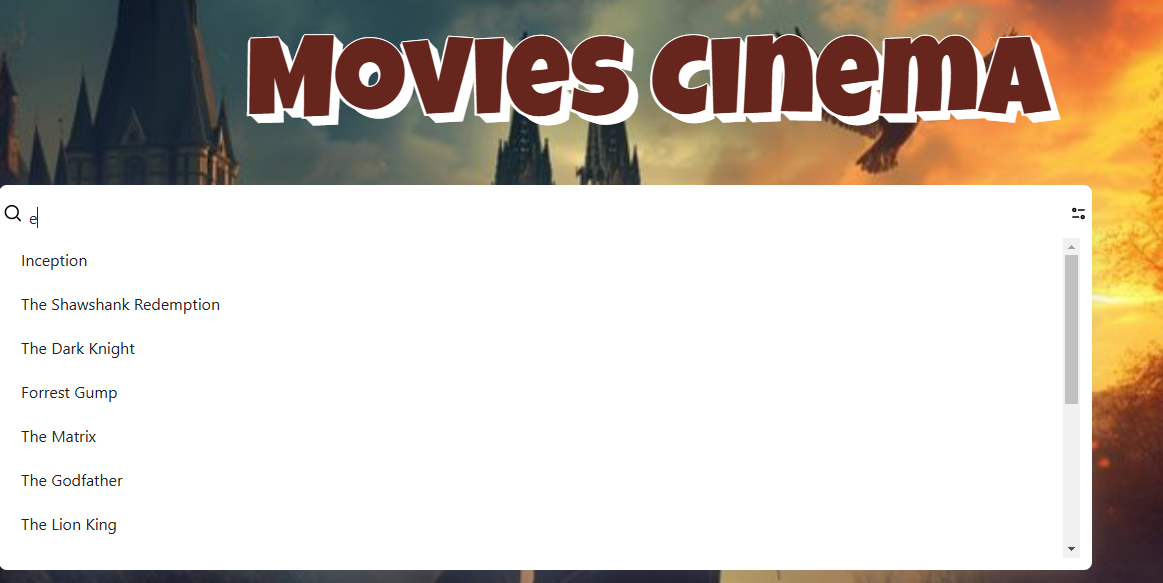 MOVIES CINEMA
e
Inception
The Shawshank Redemption
The Dark Knight
Forrest Gump
The Matrix
The Godfather
The Lion King